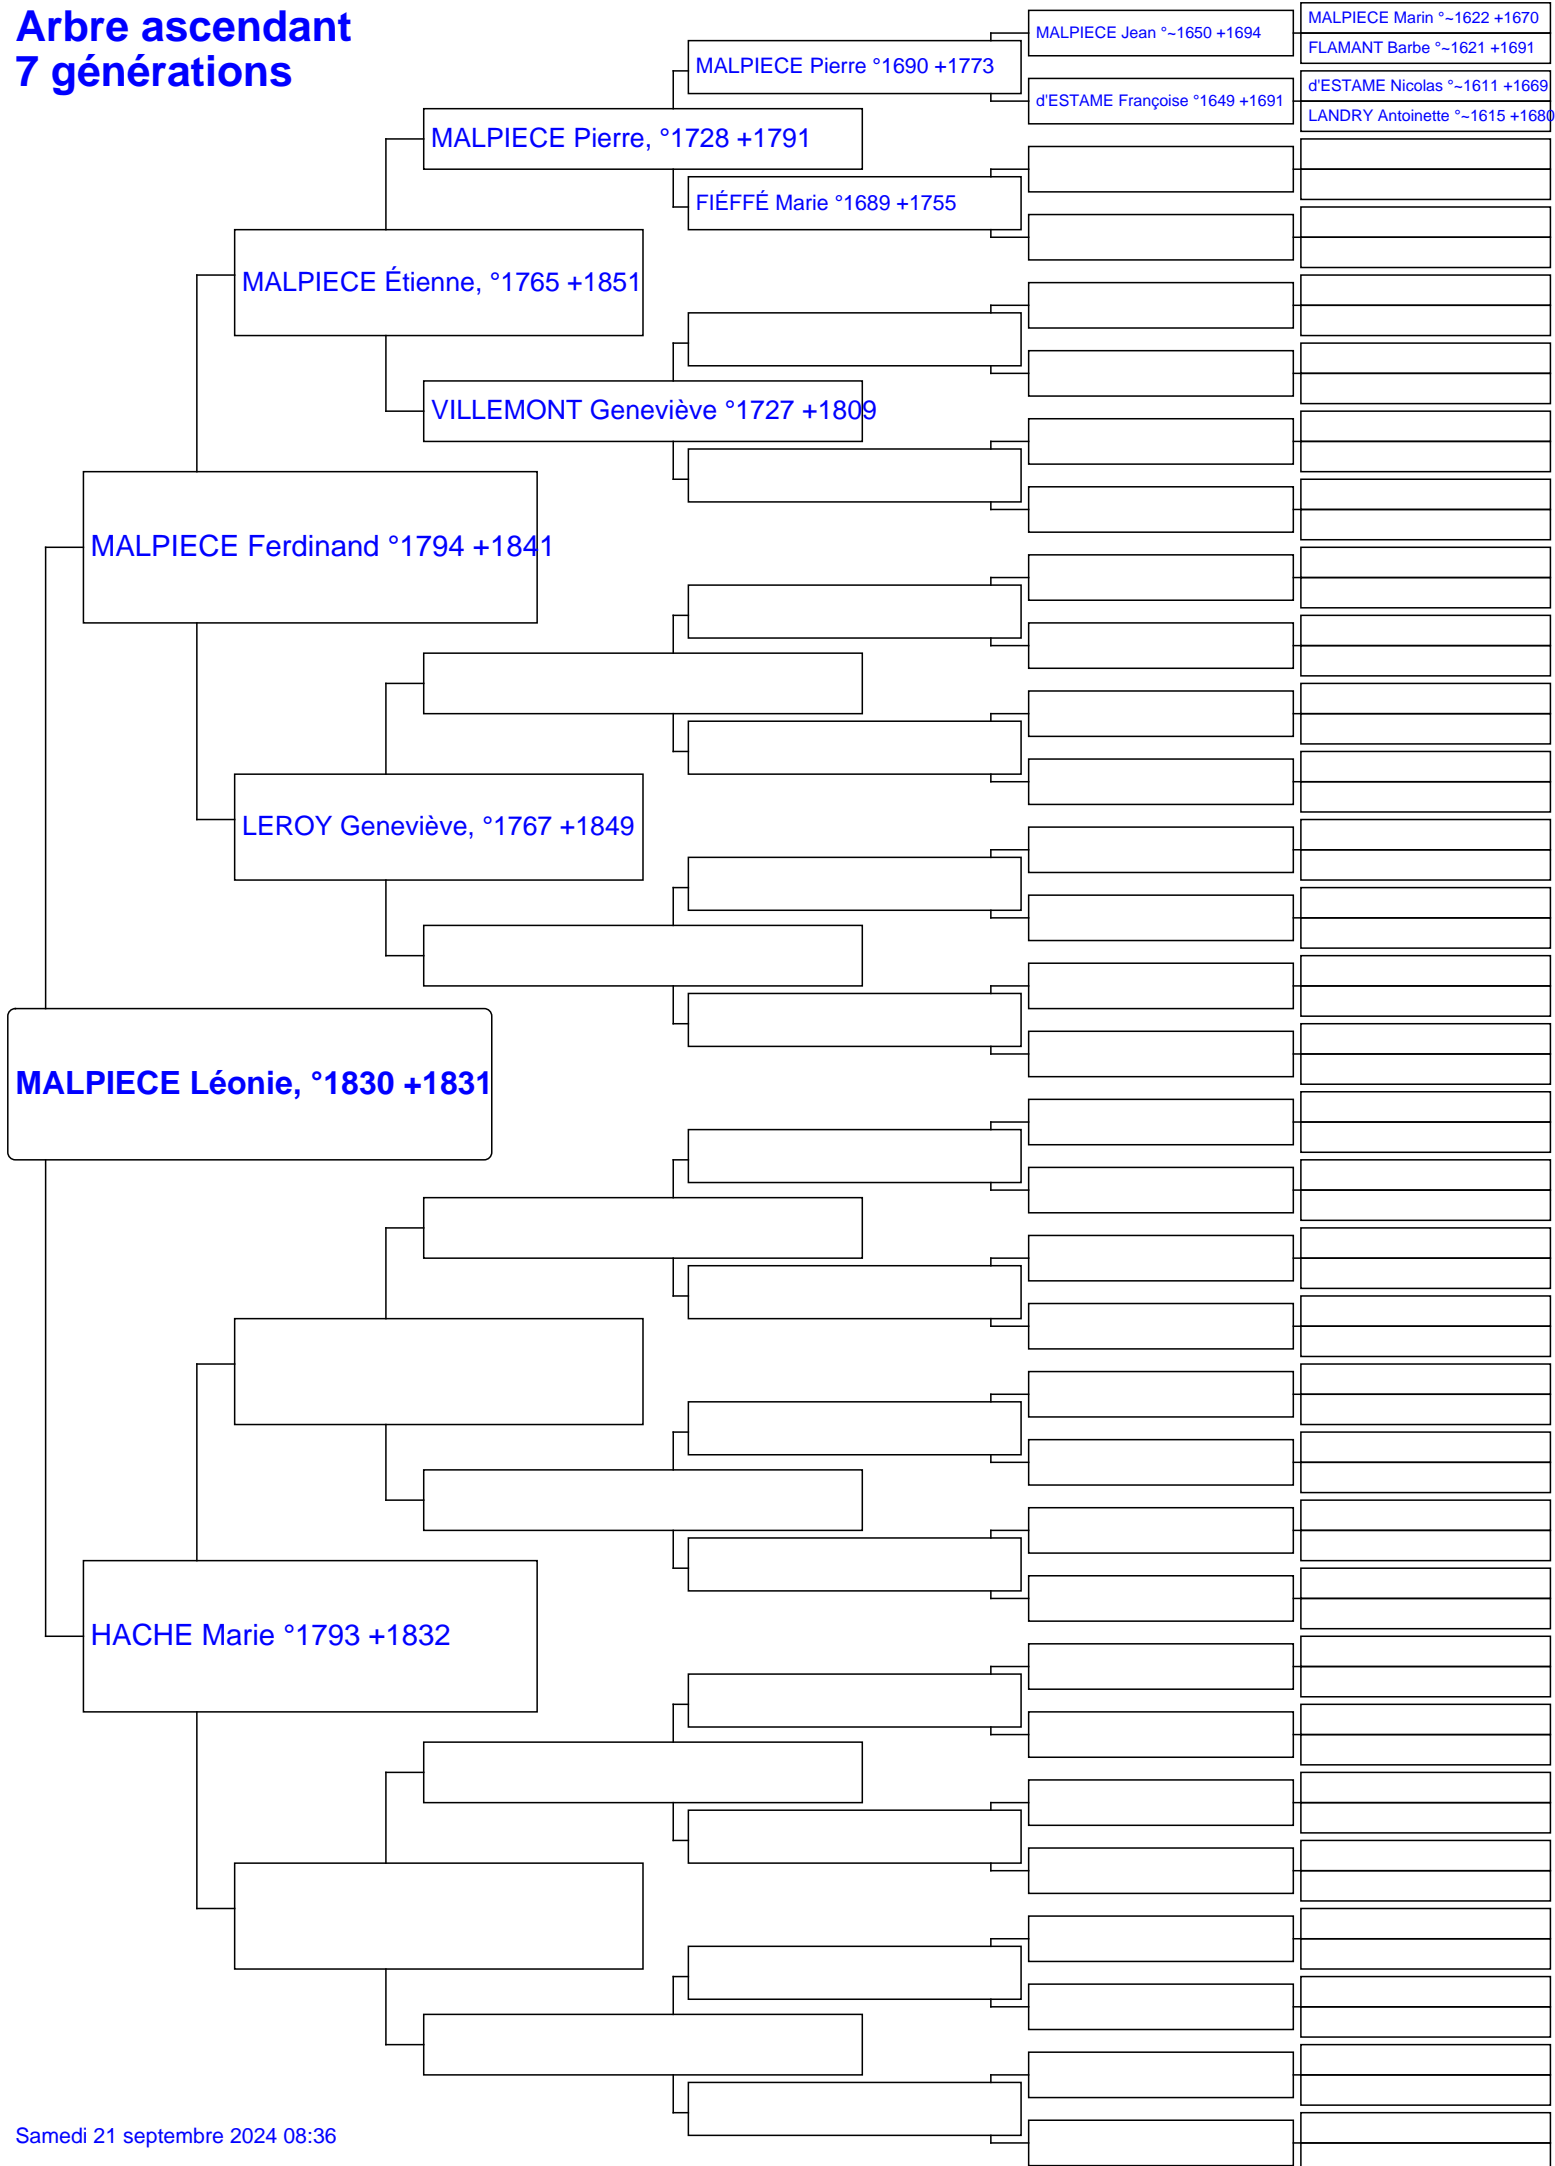 Arbre ascendant
7 générations
MALPIECE Jean °~1650 +1694
MALPIECE Marin °~1622 +1670
FLAMANT Barbe °~1621 +1691
MALPIECE Pierre °1690 +1773
d'ESTAME Françoise °1649 +1691
d'ESTAME Nicolas °~1611 +1669
LANDRY Antoinette °~1615 +1680
MALPIECE Pierre, °1728 +1791
FIÉFFÉ Marie °1689 +1755
MALPIECE Étienne, °1765 +1851
VILLEMONT Geneviève °1727 +1809
MALPIECE Ferdinand °1794 +1841
LEROY Geneviève, °1767 +1849
MALPIECE Léonie, °1830 +1831
HACHE Marie °1793 +1832
Samedi 21 septembre 2024 08:36